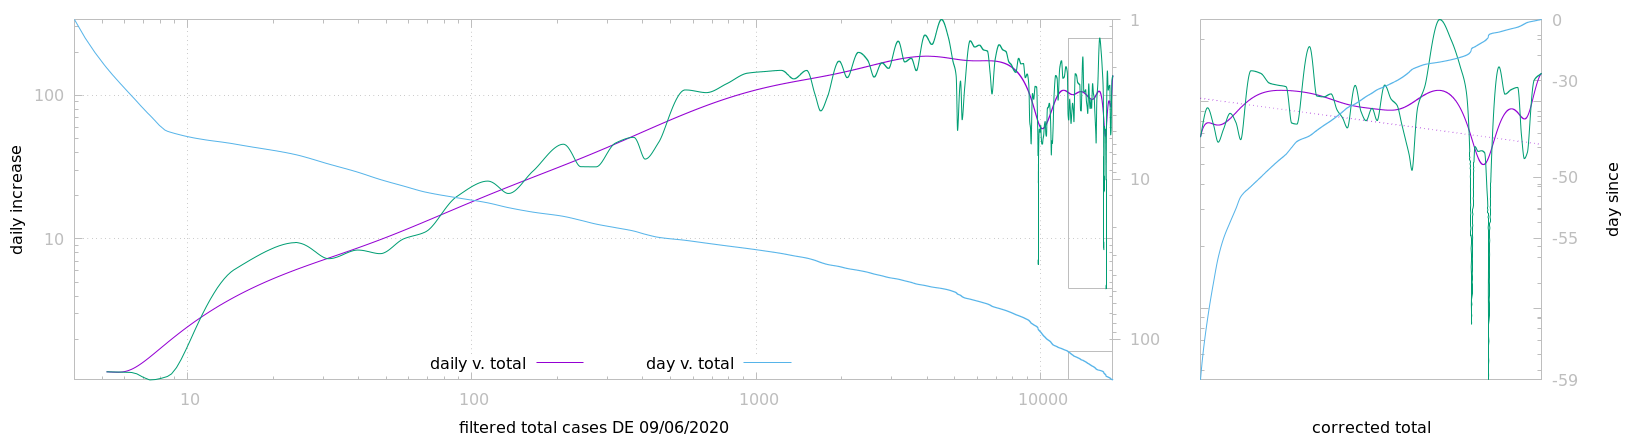 daily increase
100
10
1
10
100
daily v. total
day v. total
10
100
1000
10000
filtered total cases DE 09/06/2020
0
-30
-50
-55
-59
day since
corrected total